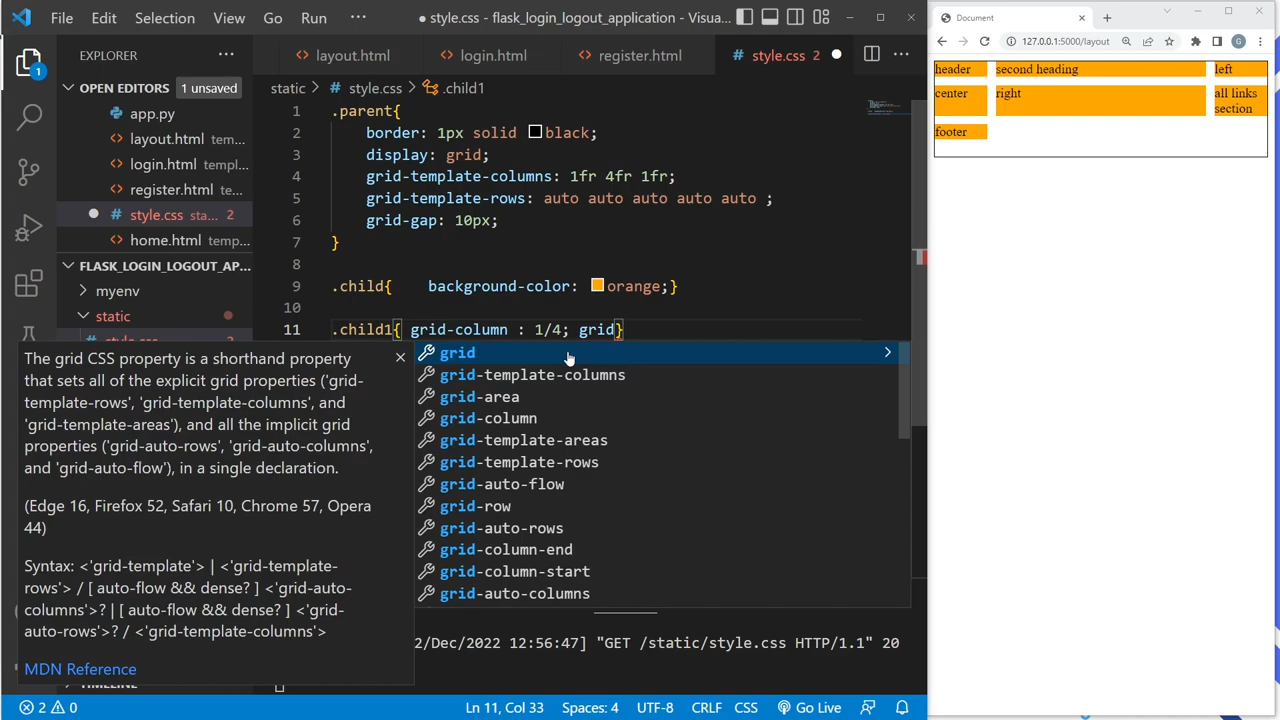 File Edit Selection View Go Run ··· ● style.css - flask_login_logout_application - Visua...
EXPLORER ···
layout.html login.html register.html # style.css 2 ● ···
OPEN EDITORS 1 unsaved
static > # style.css > .child1
app.py
layout.html temp...
login.html templ...
register.html
● # style.css sta... 2
home.html temp...
FLASK_LOGIN_LOGOUT_AP...
myenv
static
1 .parent{
2 border: 1px solid black;
3 display: grid;
4 grid-template-columns: 1fr 4fr 1fr;
5 grid-template-rows: auto auto auto auto auto ;
6 grid-gap: 10px;
7 }
8
9 .child{ background-color: orange;}
10
11 .child1{ grid-column : 1/4; grid}
The grid CSS property is a shorthand property
that sets all of the explicit grid properties ('grid-
template-rows', 'grid-template-columns', and
'grid-template-areas'), and all the implicit grid
properties ('grid-auto-rows', 'grid-auto-columns',
and 'grid-auto-flow'), in a single declaration.
(Edge 16, Firefox 52, Safari 10, Chrome 57, Opera
44)
Syntax: <'grid-template'> | <'grid-template-
rows'> / [ auto-flow && dense? ] <'grid-auto-
columns'>? | [ auto-flow && dense? ] <'grid-
auto-rows'>? / <'grid-template-columns'>
MDN Reference
grid
grid-template-columns
grid-area
grid-column
grid-template-areas
grid-template-rows
grid-auto-flow
grid-row
grid-auto-rows
grid-column-end
grid-column-start
grid-auto-columns
2/Dec/2022 12:56:47] "GET /static/style.css HTTP/1.1" 20
2 0 Ln 11, Col 33 Spaces: 4 UTF-8 CRLF CSS Go Live
Document
127.0.0.1:5000/layout G
header second heading left
center right all links
section
footer